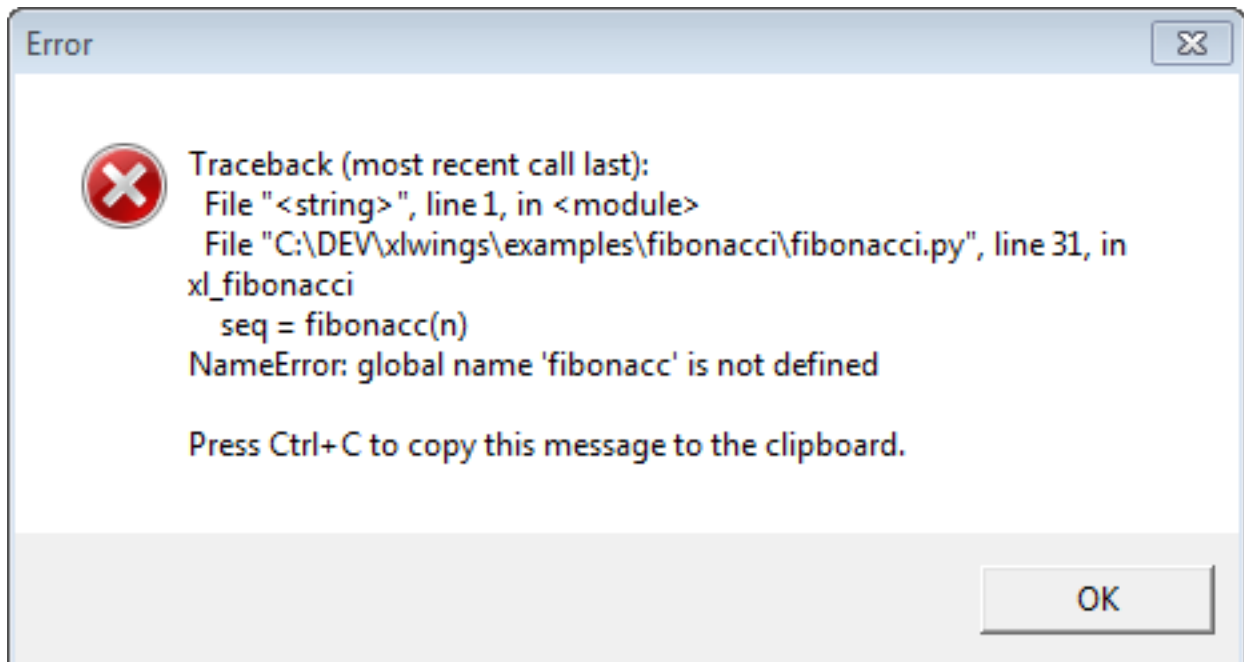 Error
Traceback (most recent call last):
  File "<string>", line 1, in <module>
  File "C:\DEV\xlwings\examples\fibonacci\fibonacci.py", line 31, in
xl_fibonacci
    seq = fibonacc(n)
NameError: global name 'fibonacc' is not defined
Press Ctrl+C to copy this message to the clipboard.
OK